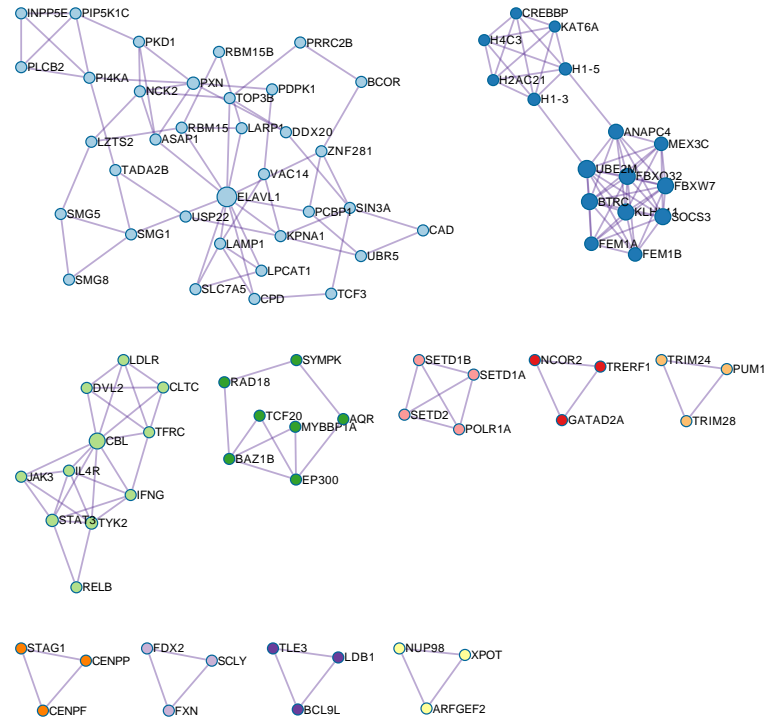 INPP5E
PIP5K1C
PKD1
RBM15B
PRRC2B
PLCB2
PI4KA
NCK2
PXN
TOP3B
PDPK1
BCOR
LZTS2
ASAP1
RBM15
LARP1
DDX20
ZNF281
TADA2B
VAC14
ELAVL1
SMG5
USP22
PCBP1
SIN3A
SMG1
LAMP1
KPNA1
CAD
SMG8
LPCAT1
UBR5
SLC7A5
CPD
TCF3
CREBBP
KAT6A
H4C3
H2AC21
H1-5
H1-3
ANAPC4
MEX3C
UBE2M
FBXO32
FBXW7
BTRC
SOCS3
FEM1A
FEM1B
LDLR
DVL2
CLTC
TFRC
CBL
JAK3
IL4R
IFNG
STAT3
TYK2
RELB
SYMPK
RAD18
TCF20
MYBBP1A
AQR
BAZ1B
EP300
SETD1B
SETD1A
SETD2
POLR1A
NCOR2
TRERF1
GATAD2A
TRIM24
PUM1
TRIM28
STAG1
CENPP
CENPF
FDX2
SCLY
FXN
TLE3
LDB1
BCL9L
NUP98
XPOT
ARFGEF2